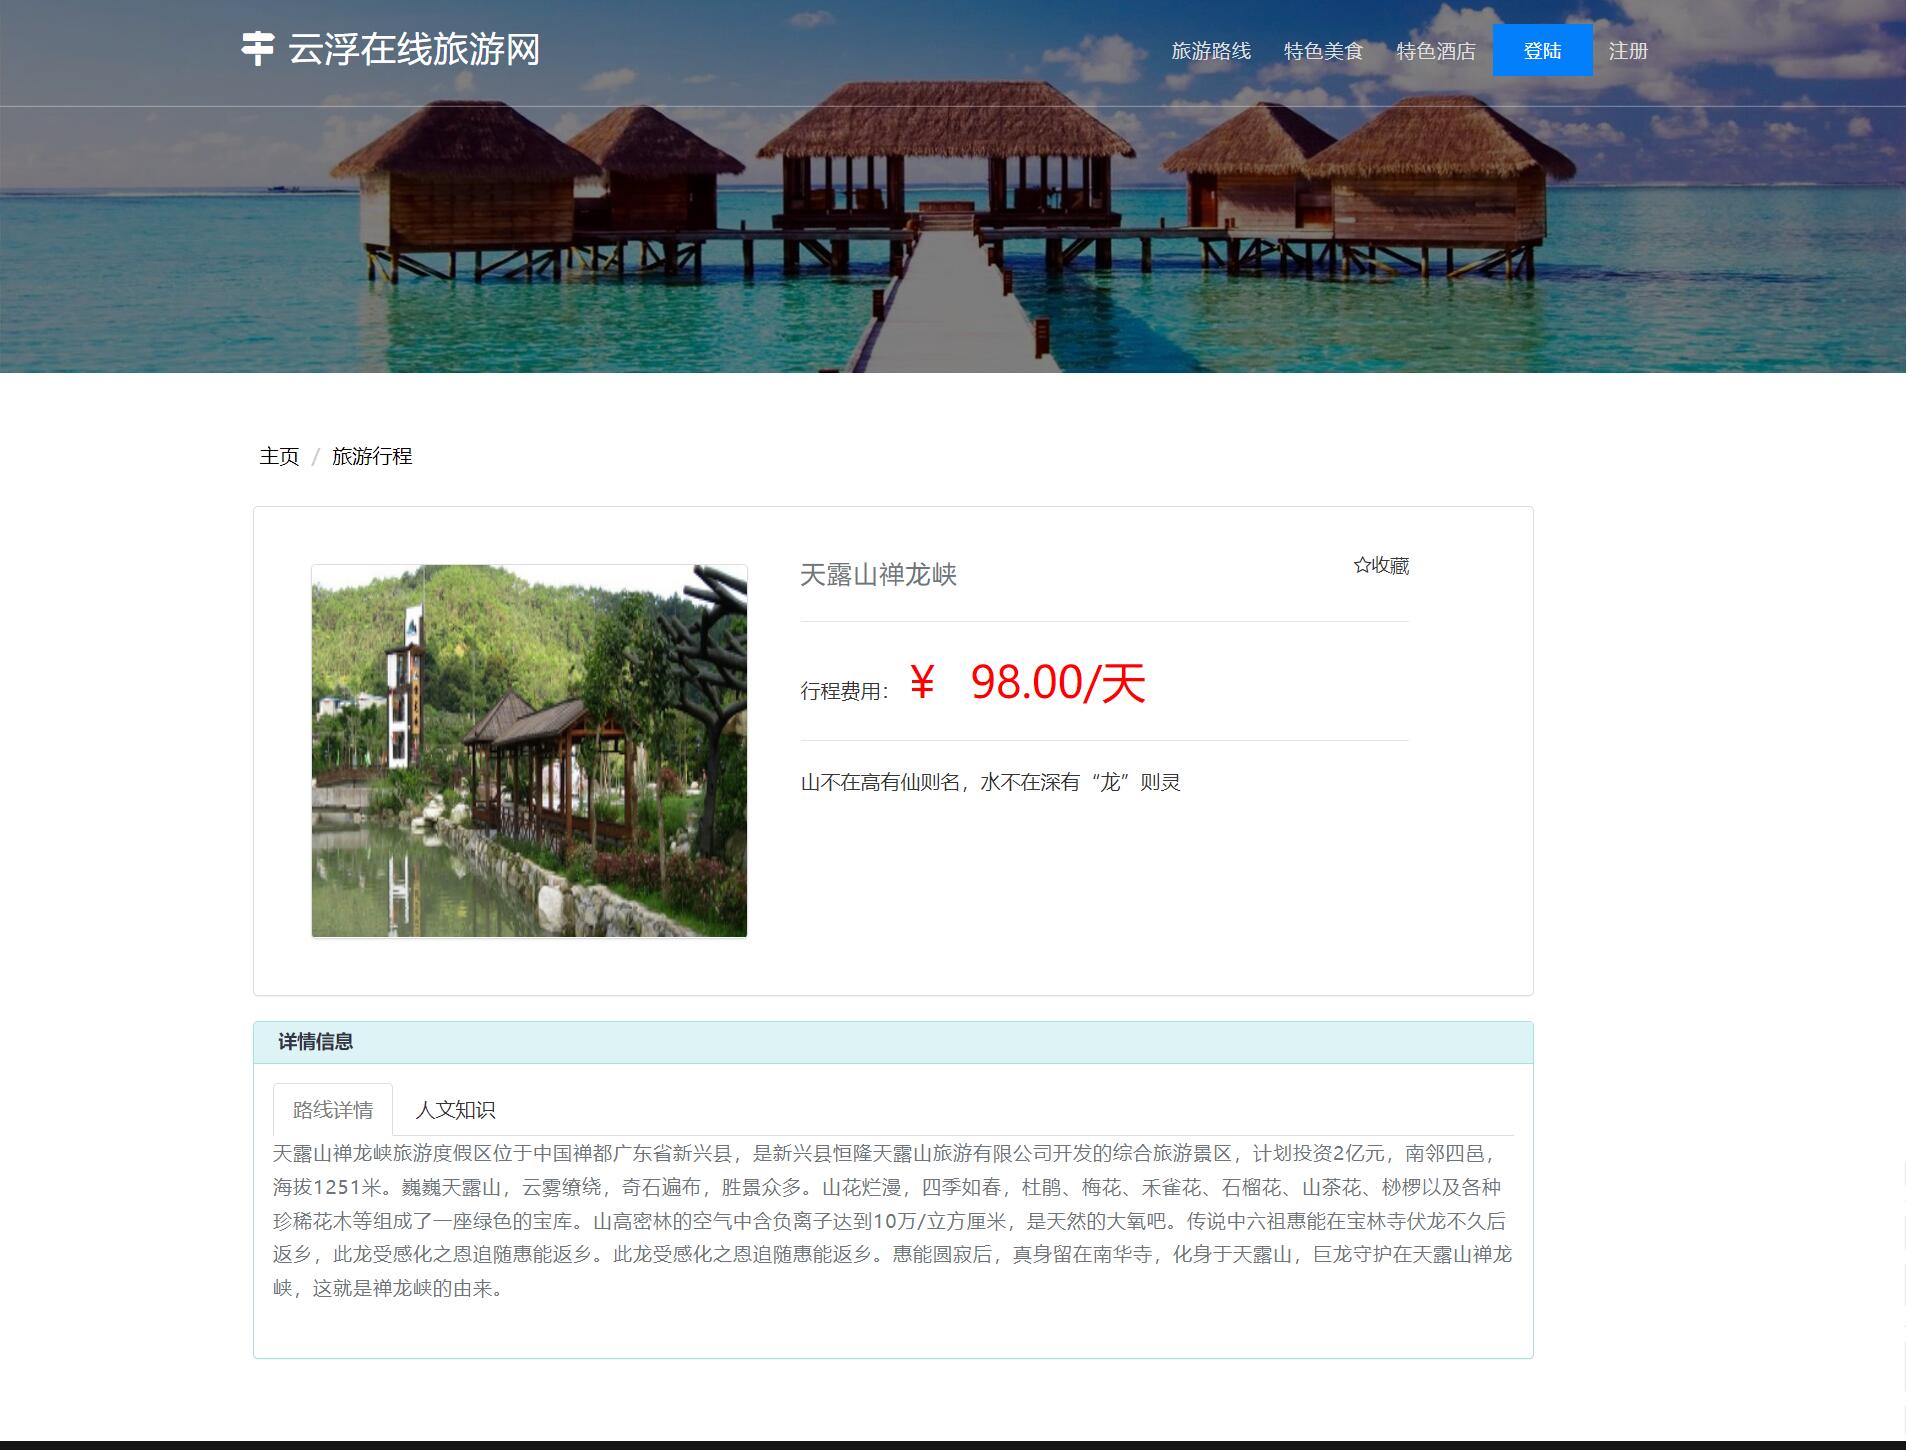 云浮在线旅游网
旅游路线 特色美食 特色酒店 登陆 注册
主页 / 旅游行程
天露山禅龙峡
☆收藏
行程费用： ¥ 98.00/天
山不在高有仙则名，水不在深有“龙”则灵
详情信息
路线详情 人文知识
天露山禅龙峡旅游度假区位于中国禅都广东省新兴县，是新兴县恒隆天露山旅游有限公司开发的综合旅游景区，计划投资2亿元，南邻四邑，
海拔1251米。巍巍天露山，云雾缭绕，奇石遍布，胜景众多。山花烂漫，四季如春，杜鹃、梅花、禾雀花、石榴花、山茶花、桫椤以及各种
珍稀花木等组成了一座绿色的宝库。山高密林的空气中含负离子达到10万/立方厘米，是天然的大氧吧。传说中六祖惠能在宝林寺伏龙不久后
返乡，此龙受感化之恩追随惠能返乡。此龙受感化之恩追随惠能返乡。惠能圆寂后，真身留在南华寺，化身于天露山，巨龙守护在天露山禅龙
峡，这就是禅龙峡的由来。